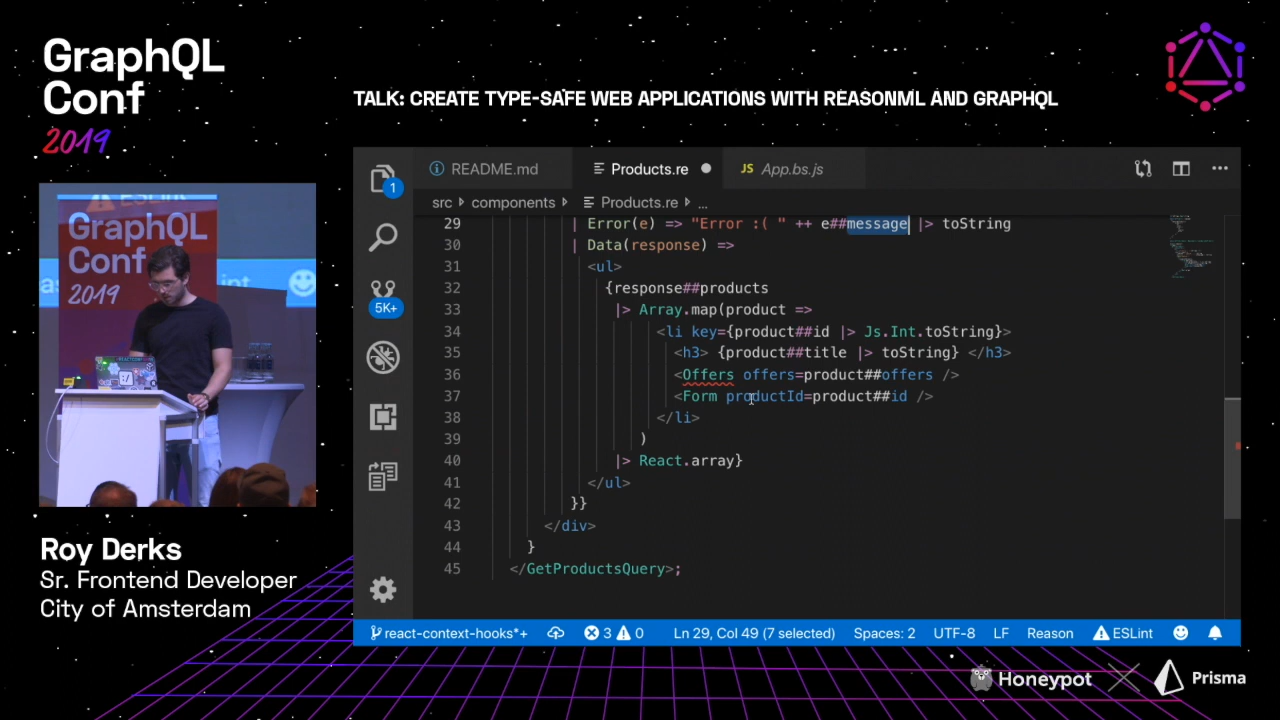 GraphQL
Conf
2019
TALK: CREATE TYPE-SAFE WEB APPLICATIONS WITH REASONML AND GRAPHQL
README.md
Products.re
JS App.bs.js
1
src components Products.re ...
29 | Error(e) => "Error :( " ++ e##message |> toString
30 | Data(response) =>
31 <ul>
32 {response##products
33 |> Array.map(product =>
34 <li key={product##id |> Js.Int.toString}>
35 <h3> {product##title |> toString} </h3>
36 <Offers offers=product##offers />
37 <Form productId=product##id />
38 </li>
39 )
40 |> React.array}
41 </ul>
42 }}
43 </div>
44 }
45 </GetProductsQuery>;
5K+
react-context-hooks*+ 3 0 Ln 29, Col 49 (7 selected) Spaces: 2 UTF-8 LF Reason ESLint
GraphQL
Conf
2019
Roy Derks
Sr. Frontend Developer
City of Amsterdam
Honeypot
Prisma